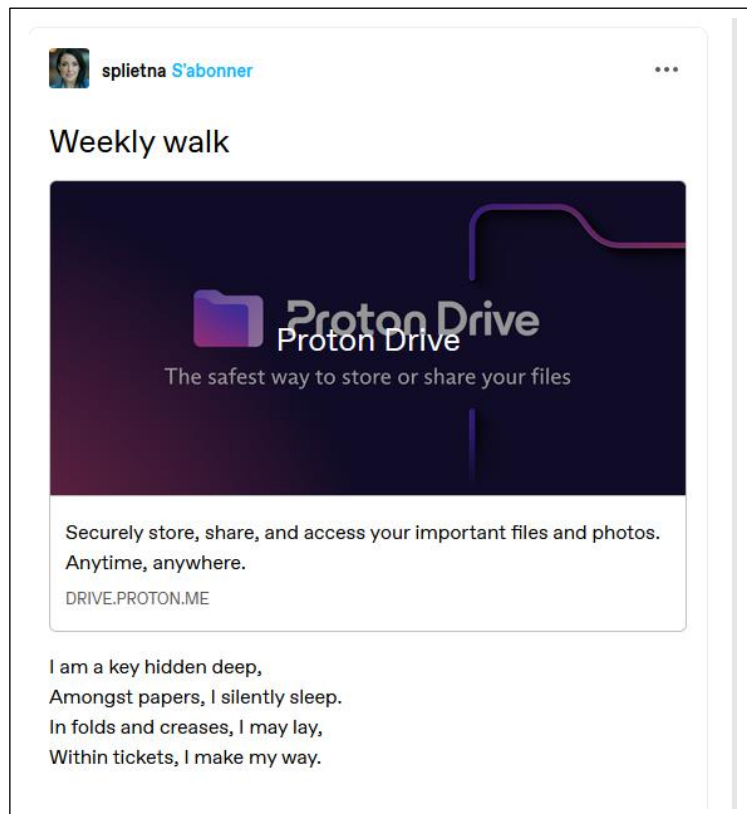 splietna S'abonner
Weekly walk
Proton Drive
Proton Drive
The safest way to store or share your files
Securely store, share, and access your important files and photos.
Anytime, anywhere.
DRIVE.PROTON.ME
I am a key hidden deep,
Amongst papers, I silently sleep.
In folds and creases, I may lay,
Within tickets, I make my way.